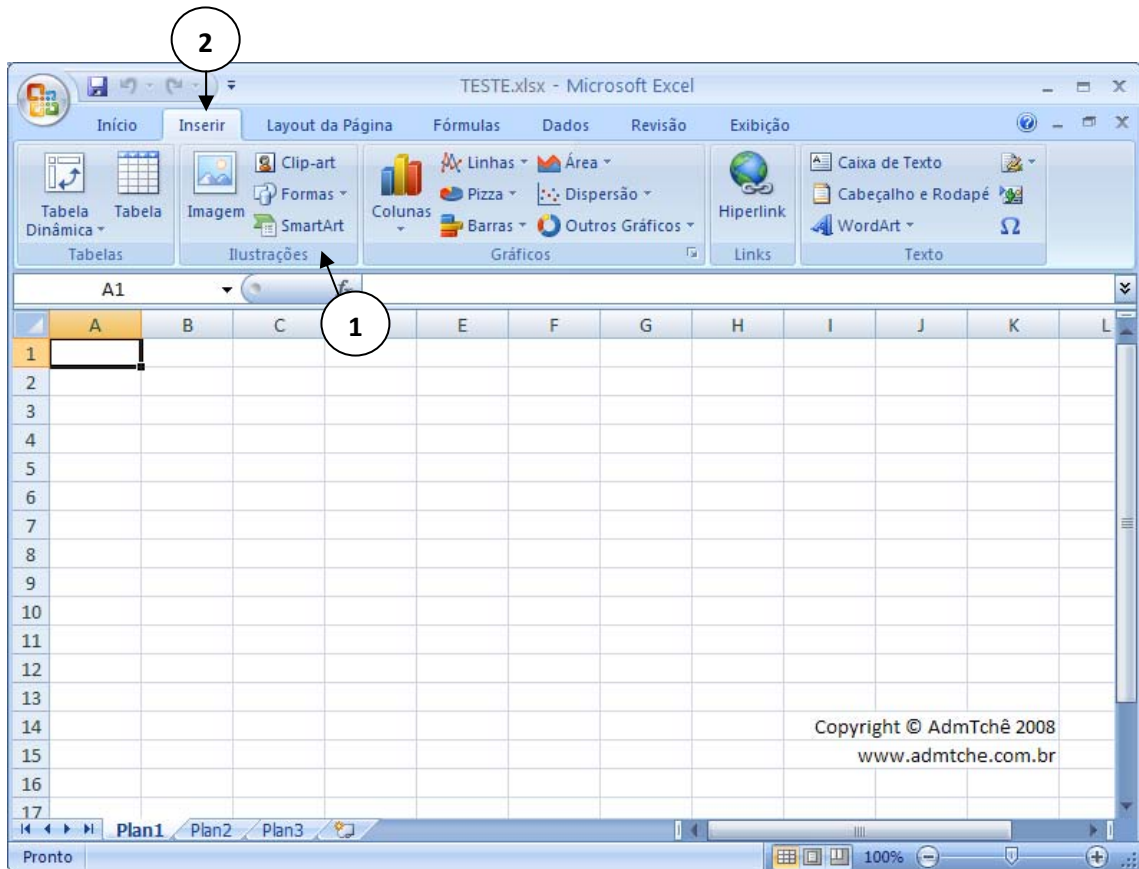 2
TESTE.xlsx - Microsoft Excel
Início Inserir Layout da Página Fórmulas Dados Revisão Exibição
Tabela Dinâmica
Tabela
Imagem
Clip-art
Formas
SmartArt
Colunas
Linhas
Pizza
Barras
Área
Dispersão
Outros Gráficos
Hiperlink
Caixa de Texto
Cabeçalho e Rodapé
WordArt
Ω
Tabelas Ilustrações Gráficos Links Texto
A1
1
A B C E F G H I J K L
1
2
3
4
5
6
7
8
9
10
11
12
13
14 Copyright © AdmTchê 2008
15 www.admtche.com.br
16
17
Plan1 Plan2 Plan3
Pronto 100%